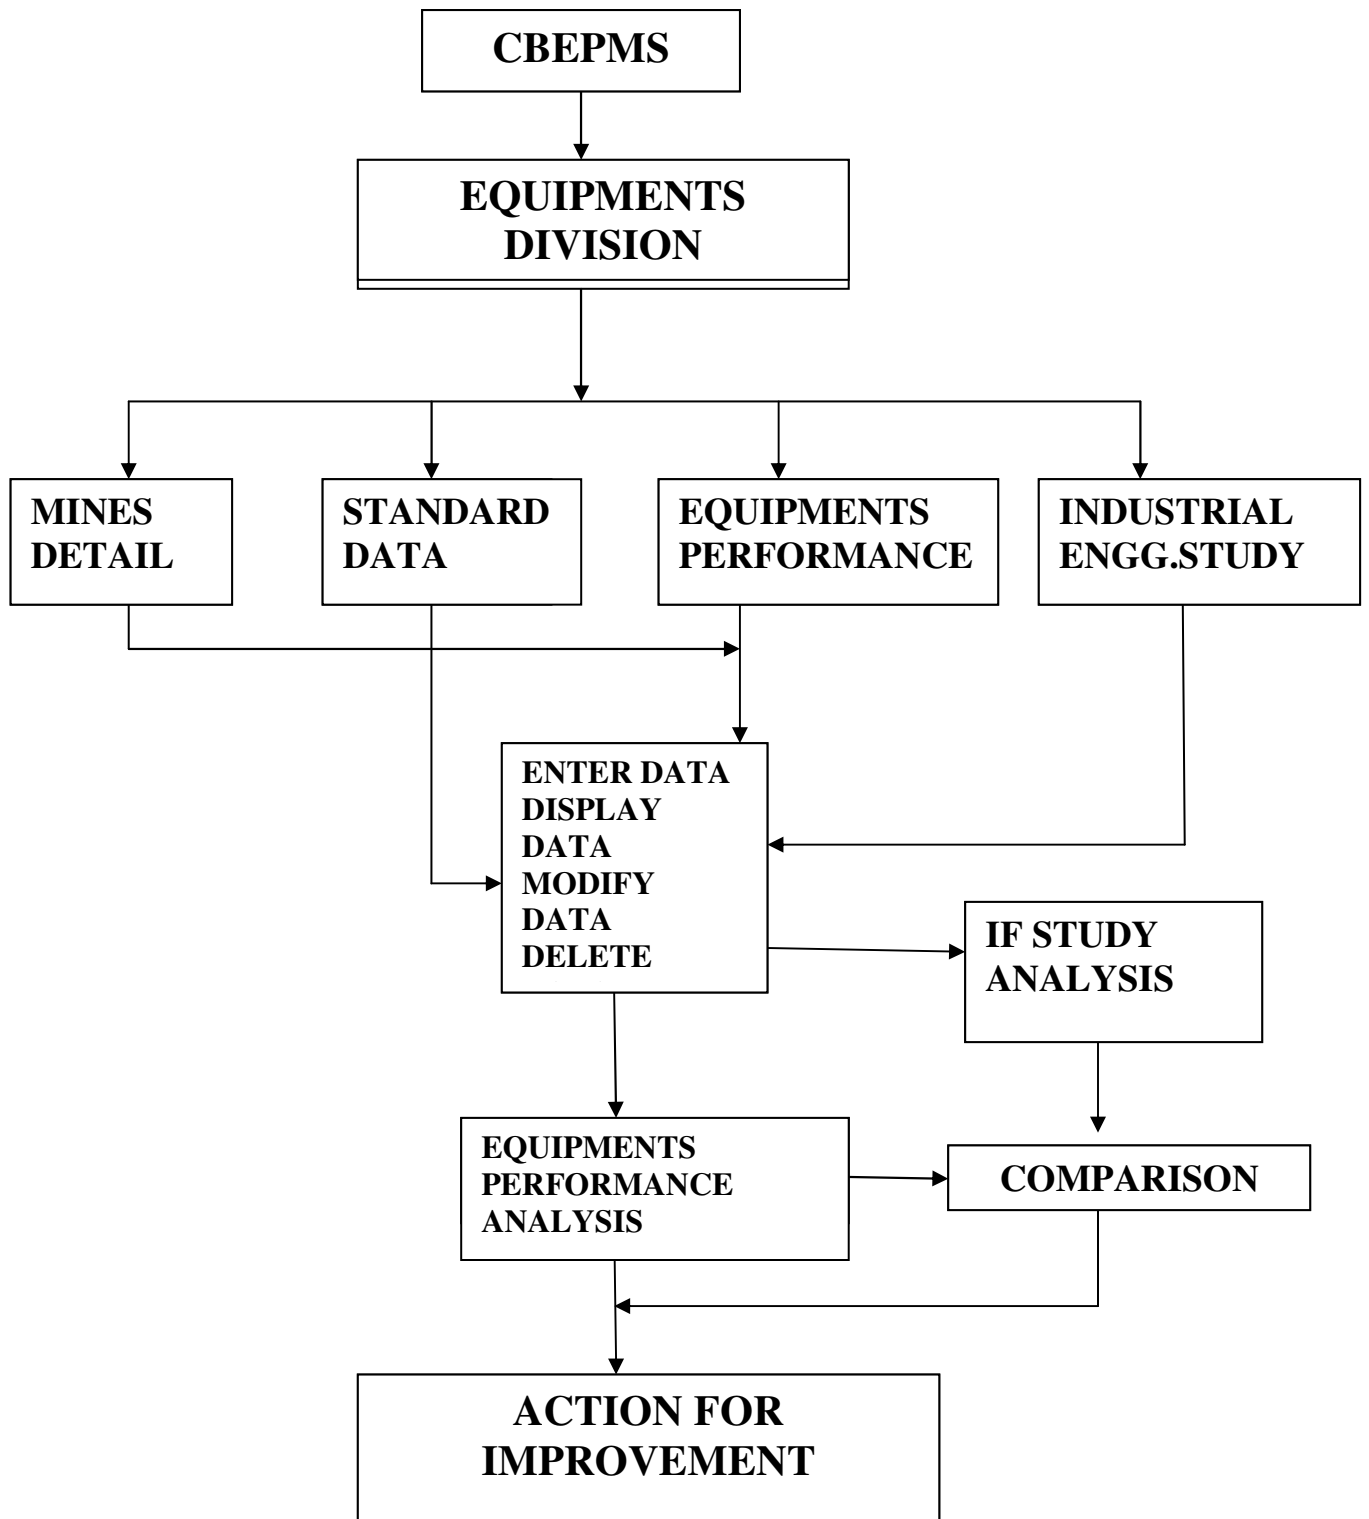 CBEPMS
EQUIPMENTS
DIVISION
MINES
DETAIL
STANDARD
DATA
EQUIPMENTS
PERFORMANCE
INDUSTRIAL
ENGG.STUDY
ENTER DATA
DISPLAY
DATA
MODIFY
DATA
DELETE
IF STUDY
ANALYSIS
EQUIPMENTS
PERFORMANCE
ANALYSIS
COMPARISON
ACTION FOR
IMPROVEMENT